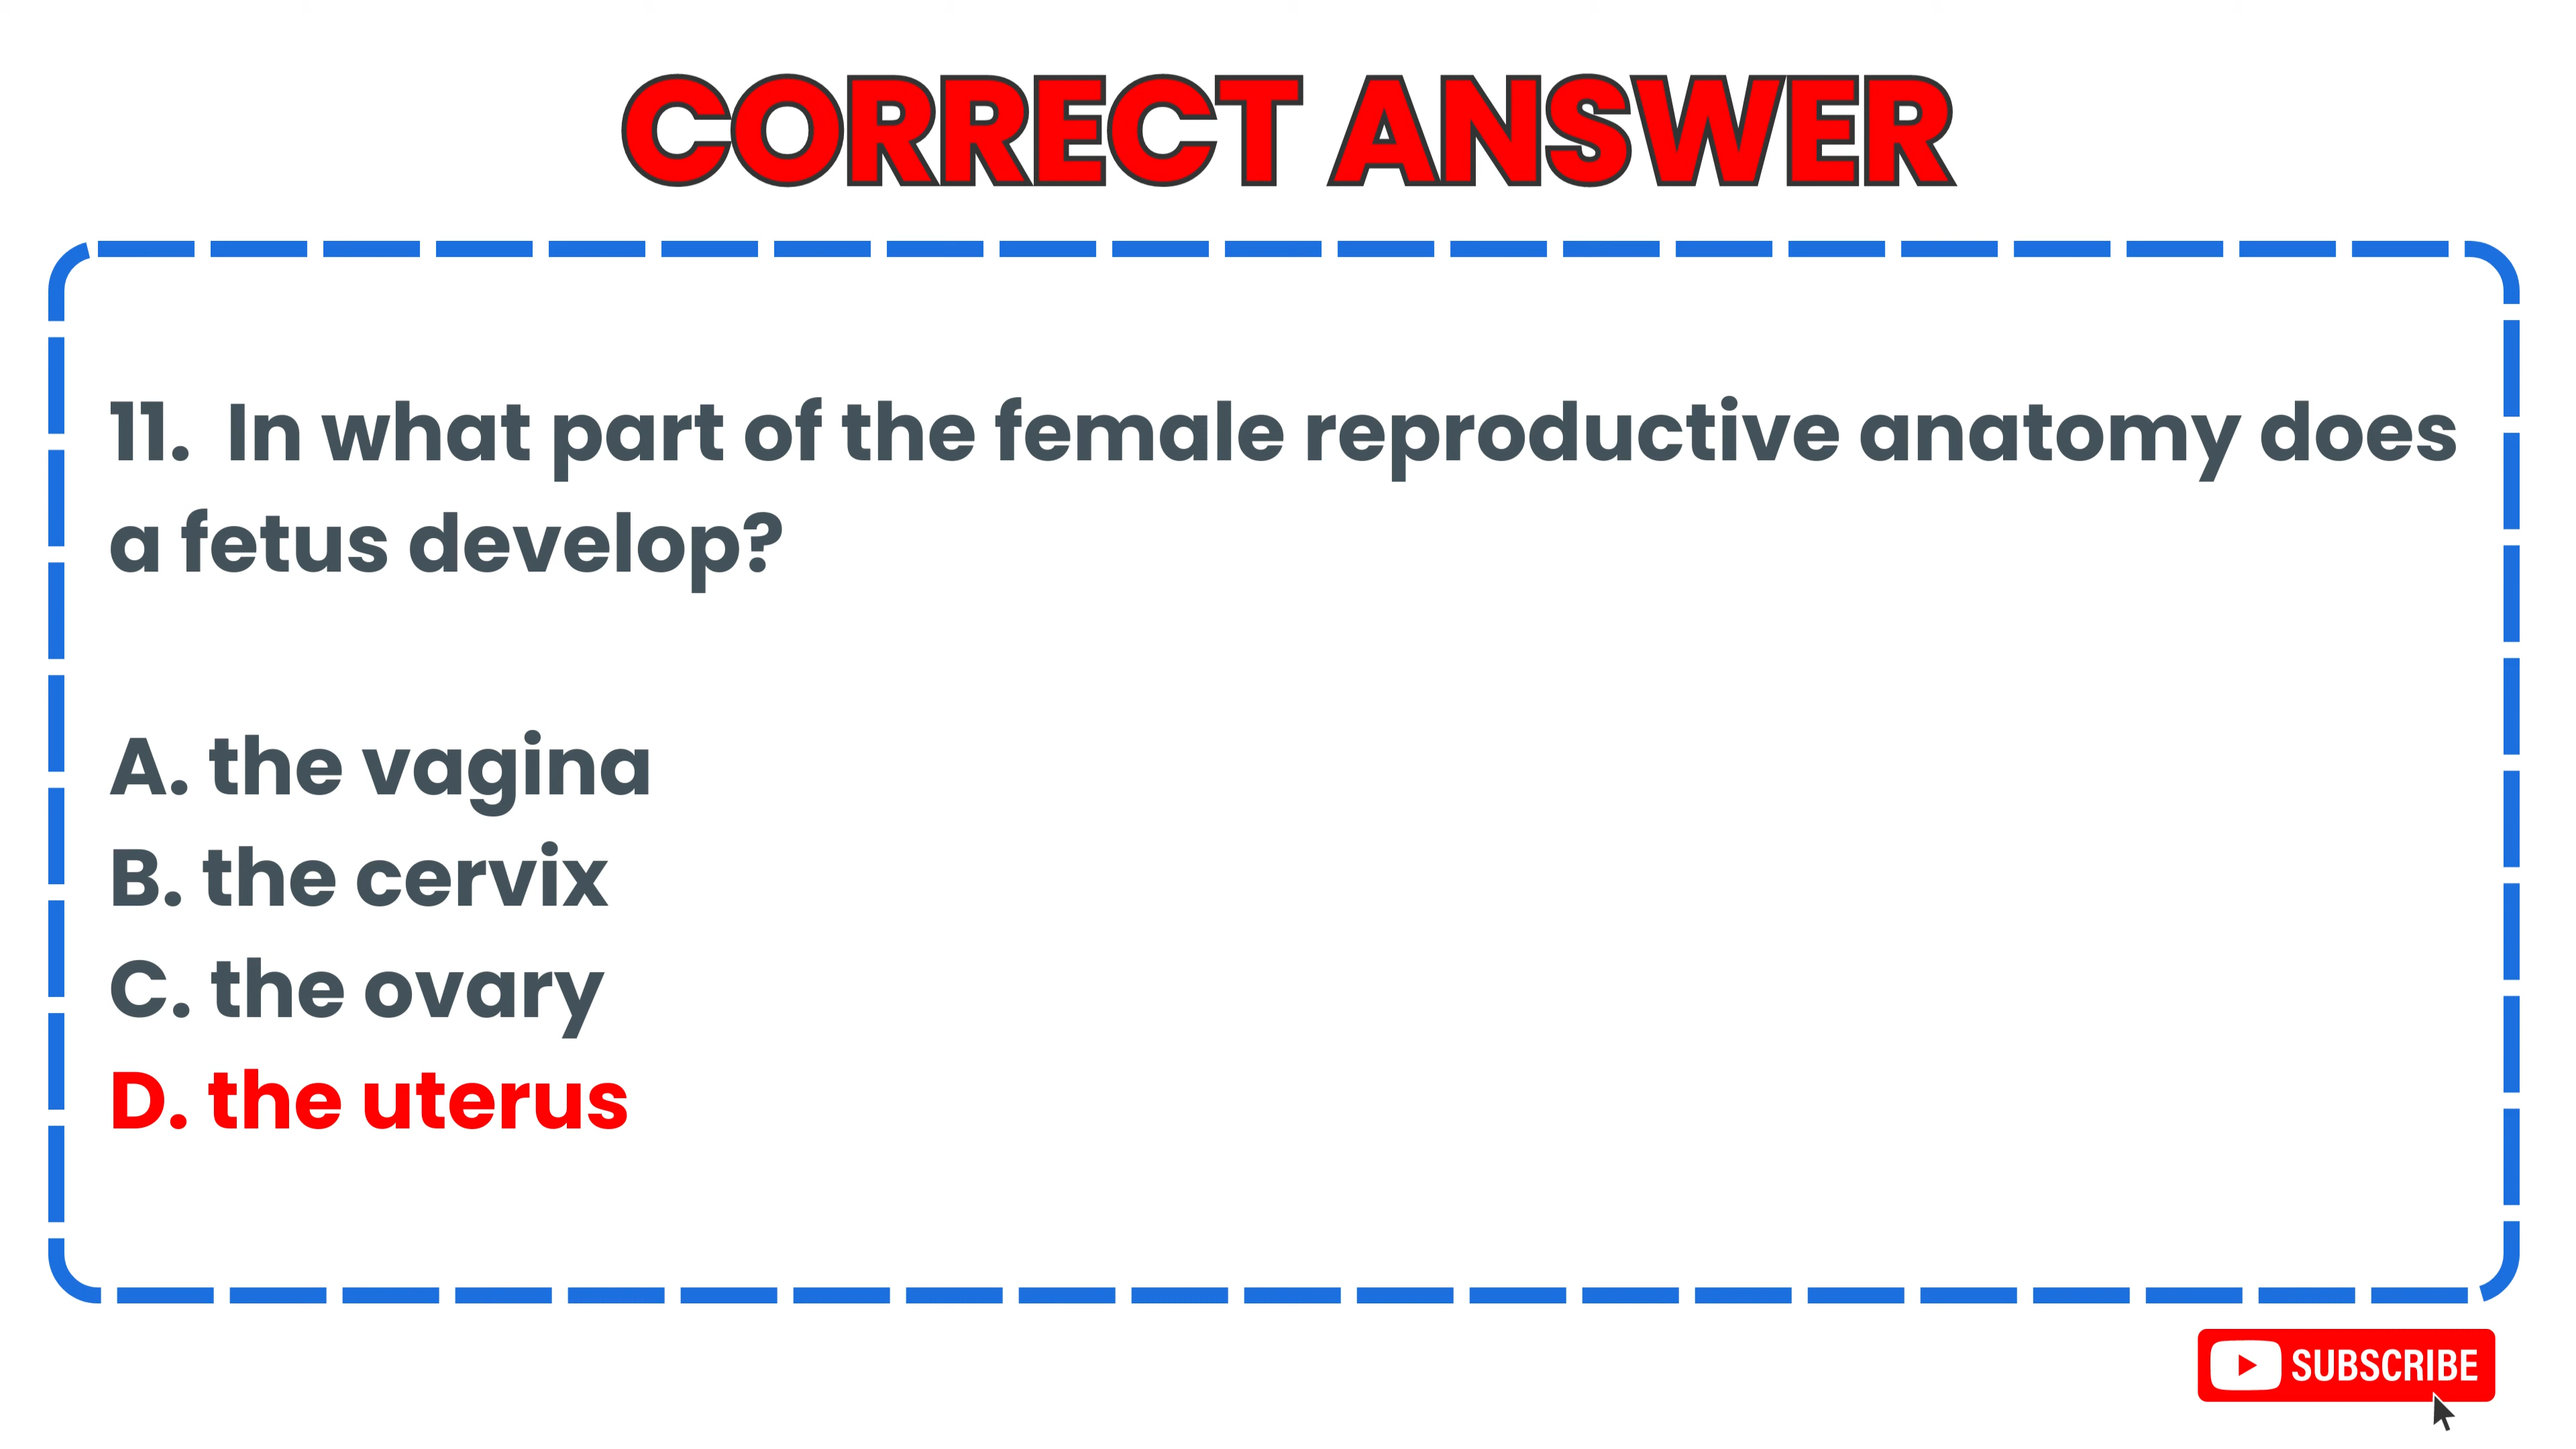 CORRECT ANSWER
11. In what part of the female reproductive anatomy does
a fetus develop?
A. the vagina
B. the cervix
C. the ovary
D. the uterus
SUBSCRIBE